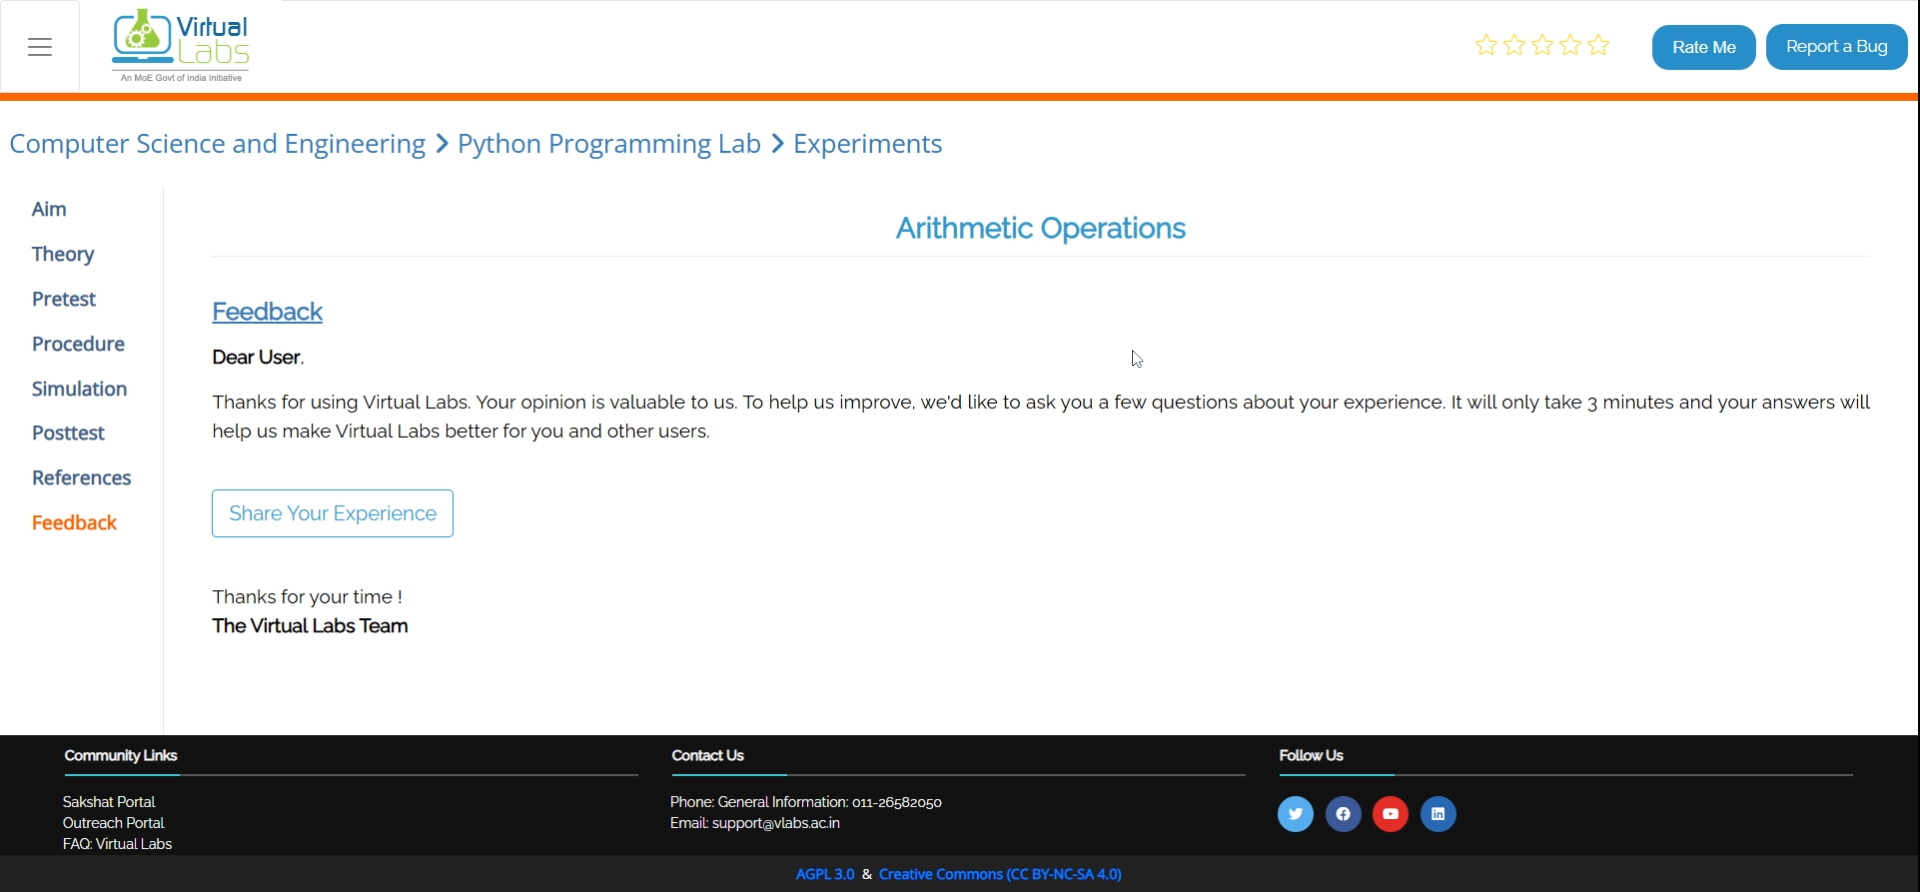 Virtual
Labs
An MoE Govt of India Initiative
Rate Me
Report a Bug
Computer Science and Engineering > Python Programming Lab > Experiments
Aim
Theory
Pretest
Procedure
Simulation
Posttest
References
Feedback
Arithmetic Operations
Feedback
Dear User,
Thanks for using Virtual Labs. Your opinion is valuable to us. To help us improve, we'd like to ask you a few questions about your experience. It will only take 3 minutes and your answers will
help us make Virtual Labs better for you and other users.
Share Your Experience
Thanks for your time !
The Virtual Labs Team
Community Links
Sakshat Portal
Outreach Portal
FAQ: Virtual Labs
Contact Us
Phone: General Information: 011-26582050
Email: support@vlabs.ac.in
Follow Us
AGPL 3.0 & Creative Commons (CC BY-NC-SA 4.0)